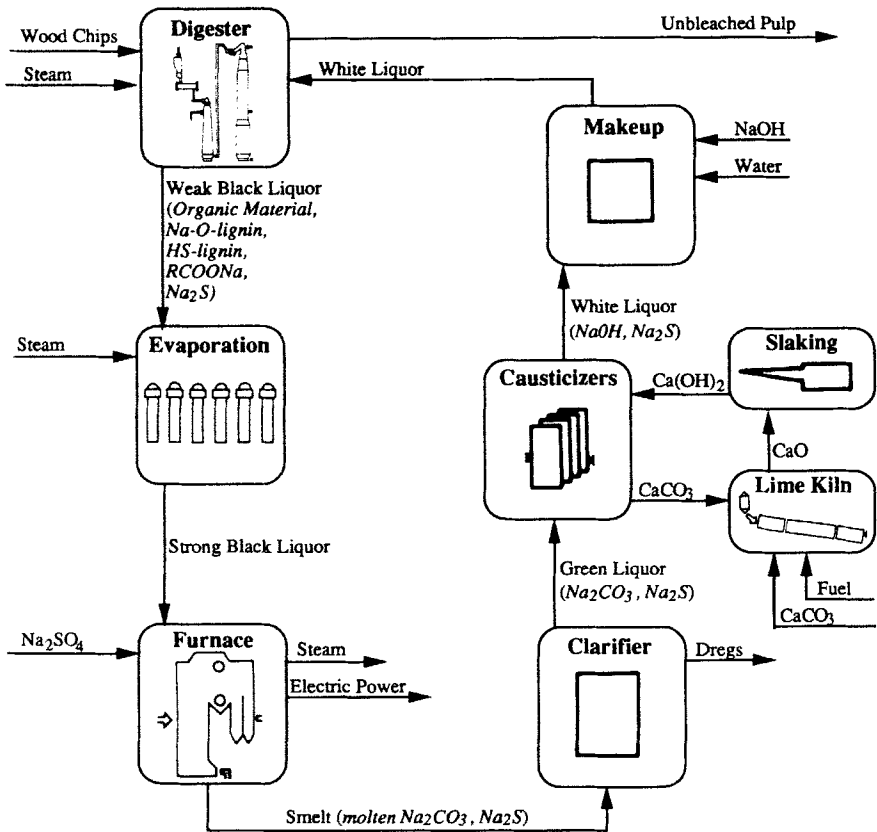 Digester
Wood Chips
Steam
Unbleached Pulp
White Liquor
Makeup
NaOH
Water
Weak Black Liquor
(Organic Material,
Na-O-lignin,
HS-lignin,
RCOONa,
Na2S)
White Liquor
(NaOH, Na2S)
Steam
Evaporation
Causticizers
Ca(OH)2
Slaking
CaO
CaCO3
Lime Kiln
Strong Black Liquor
Green Liquor
(Na2CO3, Na2S)
Fuel
CaCO3
Na2SO4
Furnace
Steam
Electric Power
Clarifier
Dregs
Smelt (molten Na2CO3, Na2S)